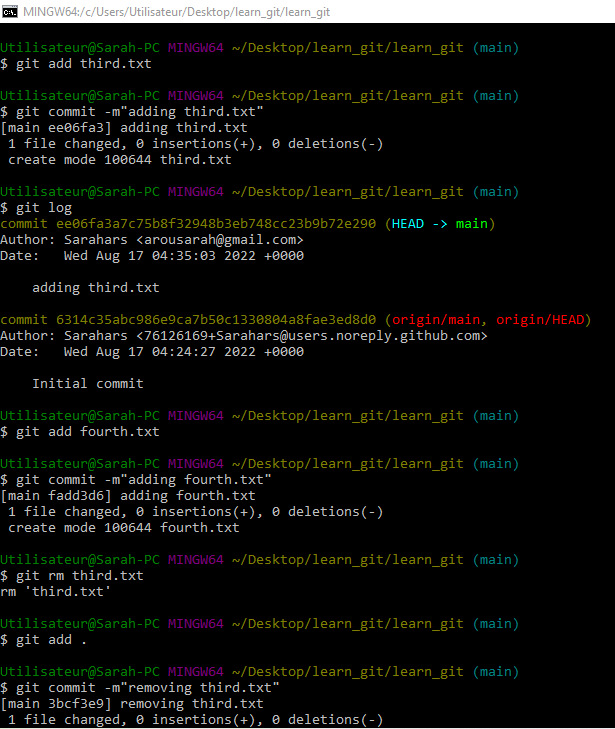 MINGW64:/c/Users/Utilisateur/Desktop/learn_git/learn_git
Utilisateur@Sarah-PC MINGW64 ~/Desktop/learn_git/learn_git (main)
$ git add third.txt
Utilisateur@Sarah-PC MINGW64 ~/Desktop/learn_git/learn_git (main)
$ git commit -m"adding third.txt"
[main ee06fa3] adding third.txt
 1 file changed, 0 insertions(+), 0 deletions(-)
 create mode 100644 third.txt
Utilisateur@Sarah-PC MINGW64 ~/Desktop/learn_git/learn_git (main)
$ git log
commit ee06fa3a7c75b8f32948b3eb748cc23b9b72e290 (HEAD -> main)
Author: Sarahars <arousarah@gmail.com>
Date:   Wed Aug 17 04:35:03 2022 +0000
    adding third.txt
commit 6314c35abc986e9ca7b50c1330804a8fae3ed8d0 (origin/main, origin/HEAD)
Author: Sarahars <76126169+Sarahars@users.noreply.github.com>
Date:   Wed Aug 17 04:24:27 2022 +0000
    Initial commit
Utilisateur@Sarah-PC MINGW64 ~/Desktop/learn_git/learn_git (main)
$ git add fourth.txt
Utilisateur@Sarah-PC MINGW64 ~/Desktop/learn_git/learn_git (main)
$ git commit -m"adding fourth.txt"
[main fadd3d6] adding fourth.txt
 1 file changed, 0 insertions(+), 0 deletions(-)
 create mode 100644 fourth.txt
Utilisateur@Sarah-PC MINGW64 ~/Desktop/learn_git/learn_git (main)
$ git rm third.txt
rm 'third.txt'
Utilisateur@Sarah-PC MINGW64 ~/Desktop/learn_git/learn_git (main)
$ git add .
Utilisateur@Sarah-PC MINGW64 ~/Desktop/learn_git/learn_git (main)
$ git commit -m"removing third.txt"
[main 3bcf3e9] removing third.txt
 1 file changed, 0 insertions(+), 0 deletions(-)